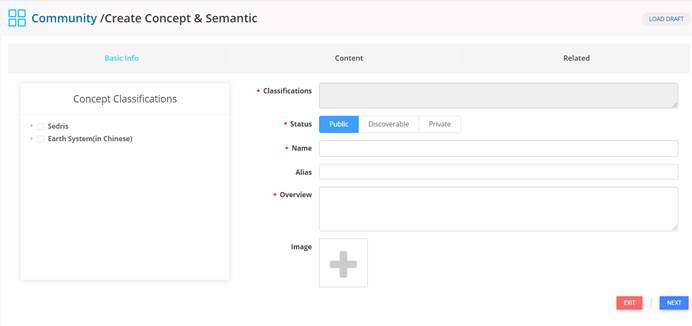 Community /Create Concept & Semantic
LOAD DRAFT
Basic Info
Content
Related
Concept Classifications
Sedris
Earth System(in Chinese)
* Classifications
* Status
Public
Discoverable
Private
* Name
Alias
* Overview
Image
EXIT
NEXT